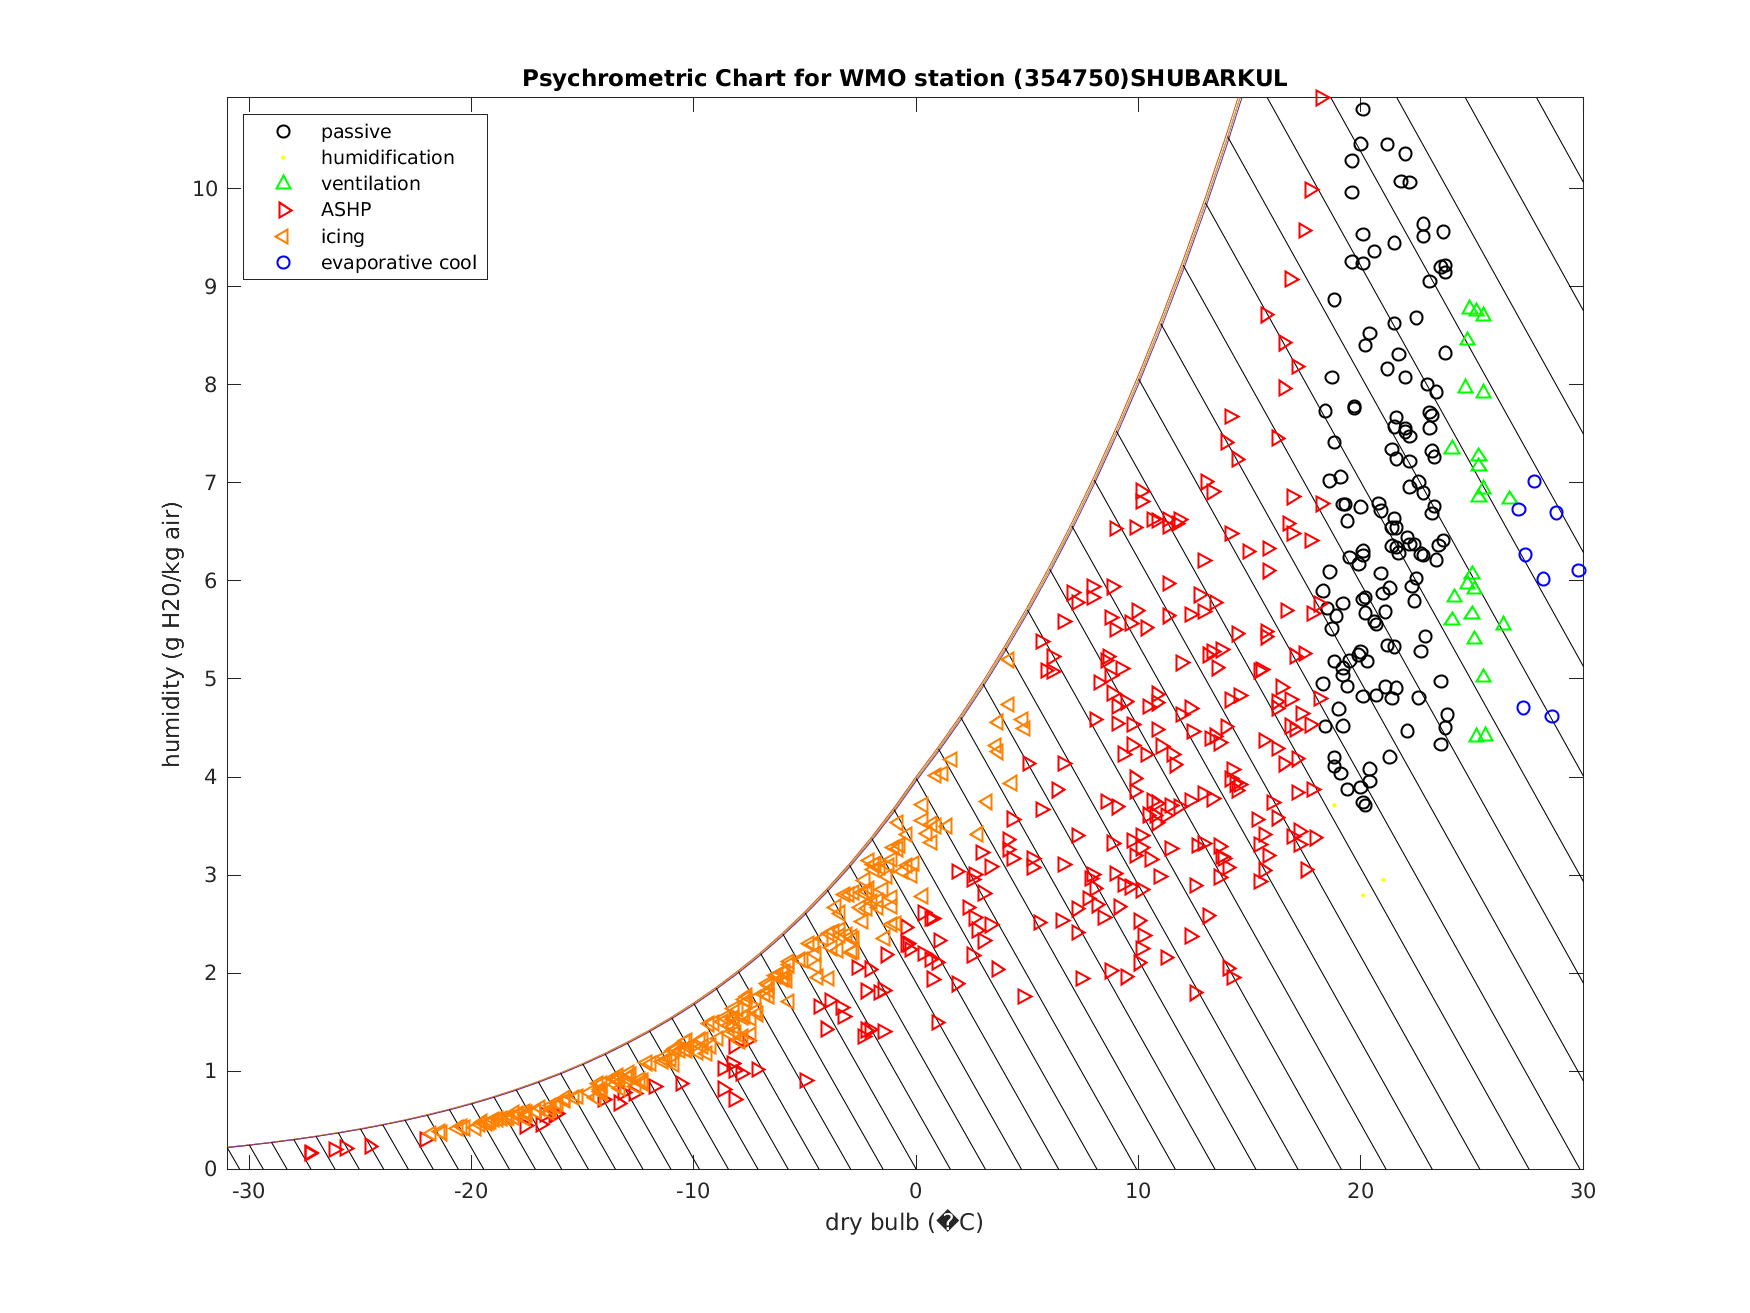 Psychrometric Chart for WMO station (354750)SHUBARKUL
passive
humidification
ventilation
ASHP
icing
evaporative cool
humidity (g H20/kg air)
10
9
8
7
6
5
4
3
2
1
0
-30 -20 -10 0 10 20 30
dry bulb (�C)